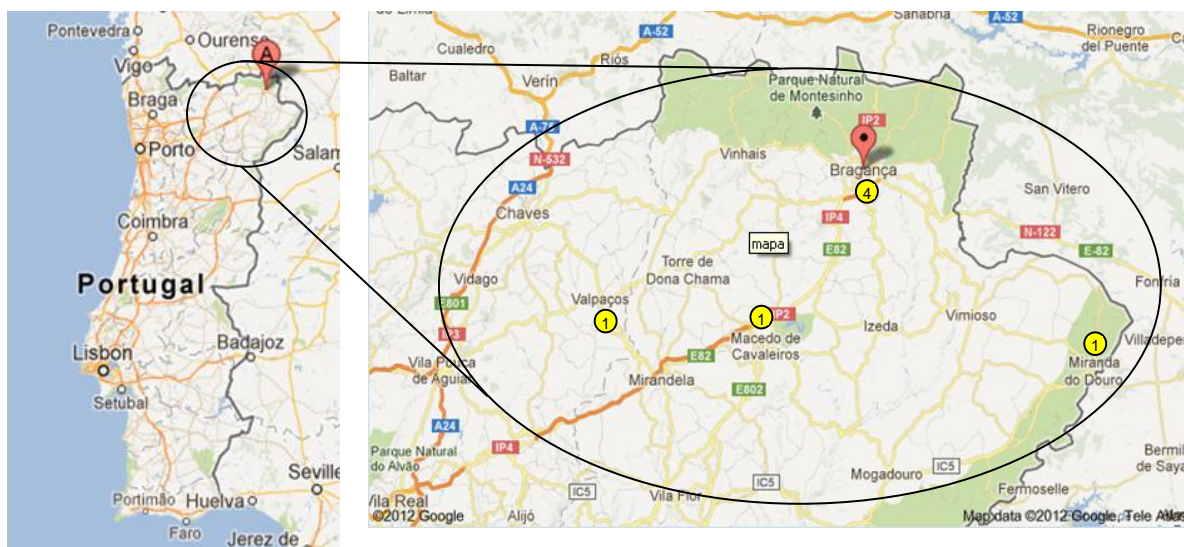 Pontevedra
Ourense
Vigo
A
Braga
Porto
Salam
Coimbra
Portugal
Badajoz
Lisbon
Setubal
Seville
Portimão
Huelva
Faro
Jerez de
Sanabria
A-52
A-52
Rionegro
del Puente
Cualedro
Riós
Baltar
Verín
Parque Natural
de Montesinho
A-75
IP2
N-532
Vinhais
Bragança
4
A24
San Vitero
Chaves
IP4
N-122
mapa
E82
E-82
Torre de
Dona Chama
Vidago
Fonfría
E801
Valpaços
1
1
IP2
Izeda
Vimioso
IP3
Macedo de
Cavaleiros
1
Villadepe
Vila Pouca
de Aguiar
E82
Miranda
do Douro
Mirandela
E802
A24
Parque Natural
do Alvão
IP4
Mogadouro
IC5
Bermil
de Saya
IC5
IC5
Vila Real
Vila Flor
Fermoselle
©2012 Google
Alijó
Map data ©2012 Google, Tele Atlas